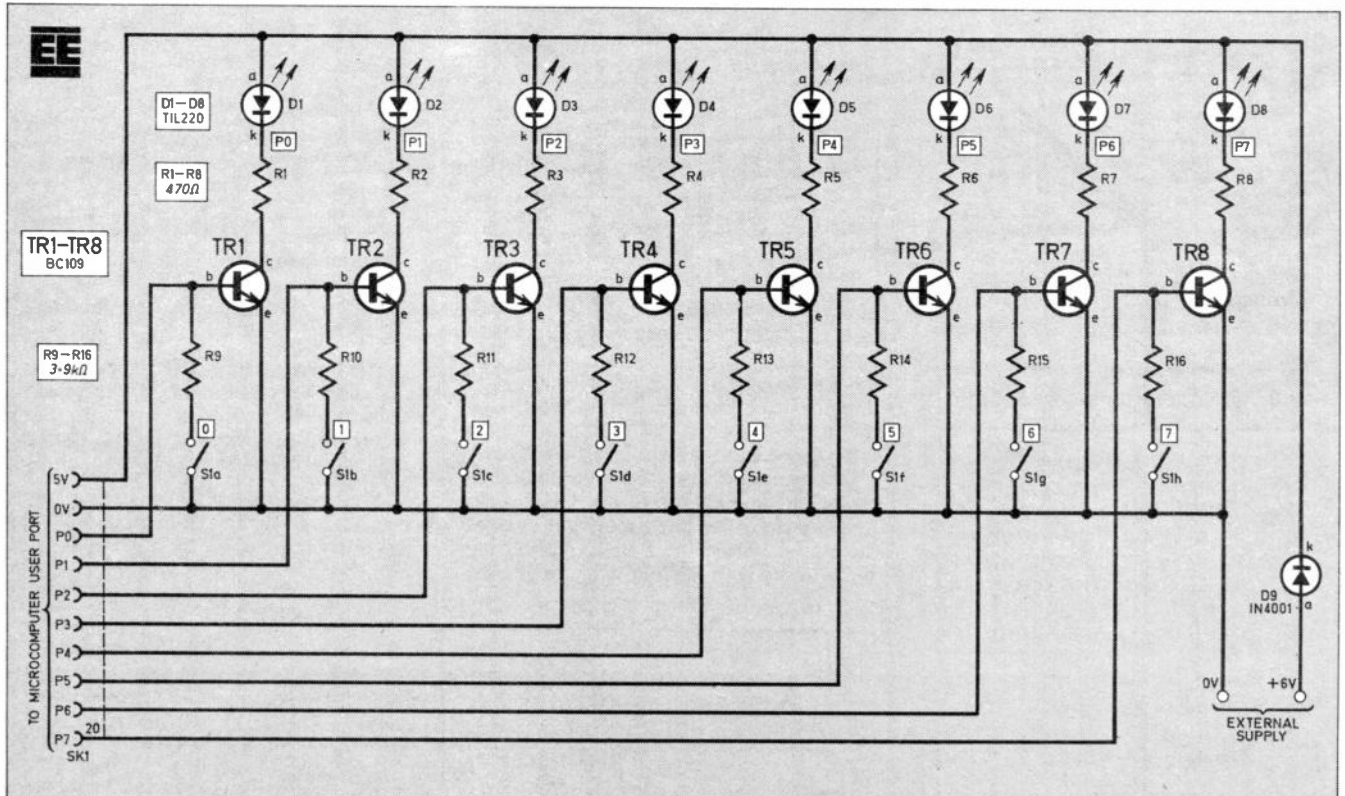 EE
a a a a a a a a
D1–D8
TIL220
D1 D2 D3 D4 D5 D6 D7 D8
k k k k k k k k
P0 P1 P2 P3 P4 P5 P6 P7
R1–R8
470Ω
R1 R2 R3 R4 R5 R6 R7 R8
TR1–TR8
BC109
TR1 TR2 TR3 TR4 TR5 TR6 TR7 TR8
c c c c c c c c
b b b b b b b b
e e e e e e e e
R9–R16
3·9kΩ
R9 R10 R11 R12 R13 R14 R15 R16
0 1 2 3 4 5 6 7
S1a S1b S1c S1d S1e S1f S1g S1h
TO MICROCOMPUTER USER PORT
5V
0V
P0
P1
P2
P3
P4
P5
P6
P7 20
SK1
k
D9
IN4001
a
0V +6V
EXTERNAL
SUPPLY